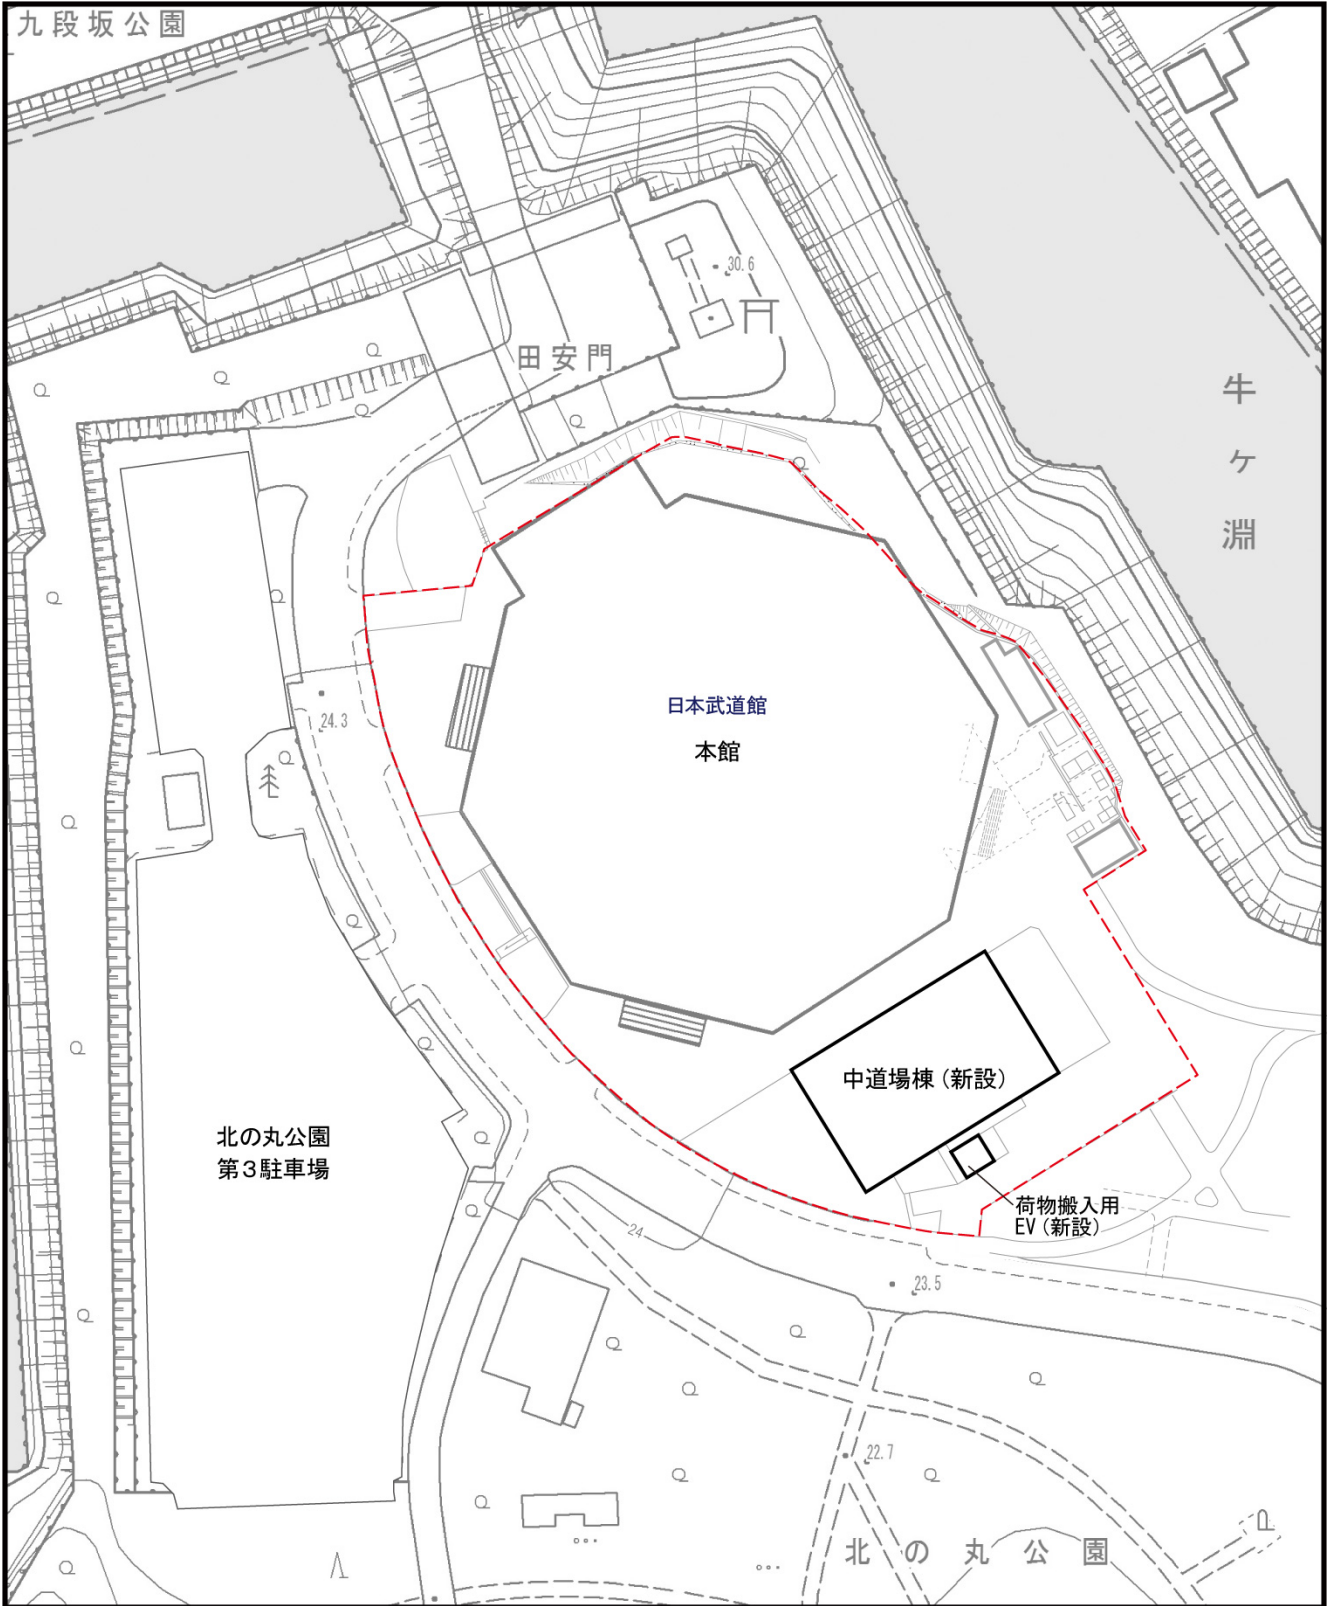 九段坂公園
30.6
田安門
牛ヶ淵
日本武道館
本館
24.3
中道場棟（新設）
北の丸公園
第3駐車場
荷物搬入用
EV（新設）
24
23.5
22.7
北の丸公園